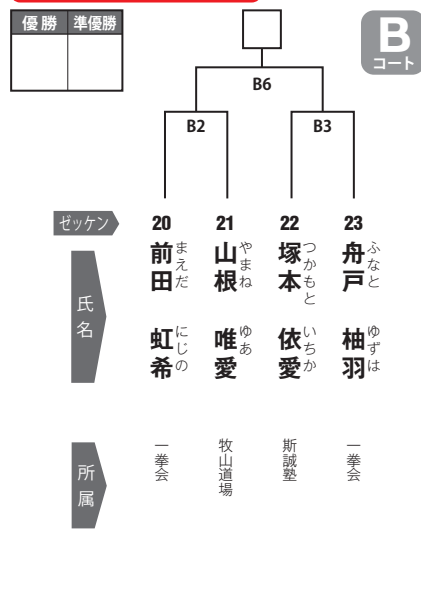 優勝 準優勝
B
コート
B6
B2 B3
ゼッケン 20 21 22 23
氏名
前田 虹希
まえだ にじの
山根 唯愛
やまね ゆあ
塚本 依愛
つかもと いちか
舟戸 柚羽
ふなと ゆずは
所属
一拳会
牧山道場
斯誠塾
一拳会